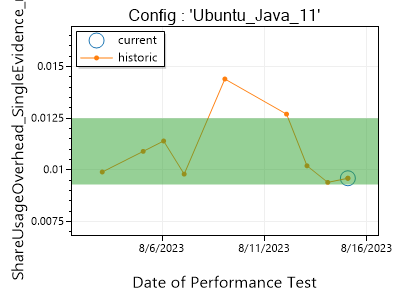 Config : 'Ubuntu_Java_11'
current
historic
0.015
0.0125
0.01
0.0075
8/6/2023
8/11/2023
8/16/2023
Date of Performance Test
ShareUsageOverhead_SingleEvidence_